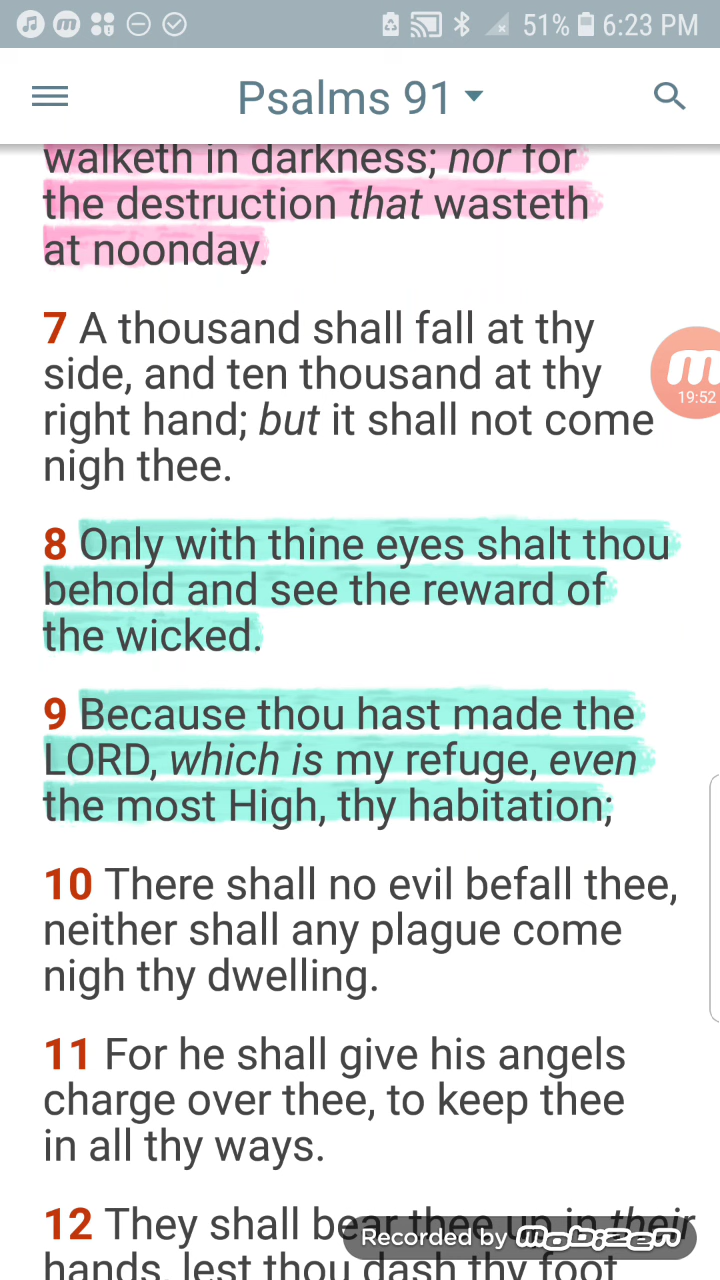 51% 6:23 PM
Psalms 91
walketh in darkness; nor for
the destruction that wasteth
at noonday.
7 A thousand shall fall at thy
side, and ten thousand at thy
right hand; but it shall not come
nigh thee.
m
19:52
8 Only with thine eyes shalt thou
behold and see the reward of
the wicked.
9 Because thou hast made the
LORD, which is my refuge, even
the most High, thy habitation;
10 There shall no evil befall thee,
neither shall any plague come
nigh thy dwelling.
11 For he shall give his angels
charge over thee, to keep thee
in all thy ways.
12 They shall bear thee up in their
Recorded by mobizen
hands, lest thou dash thy foot